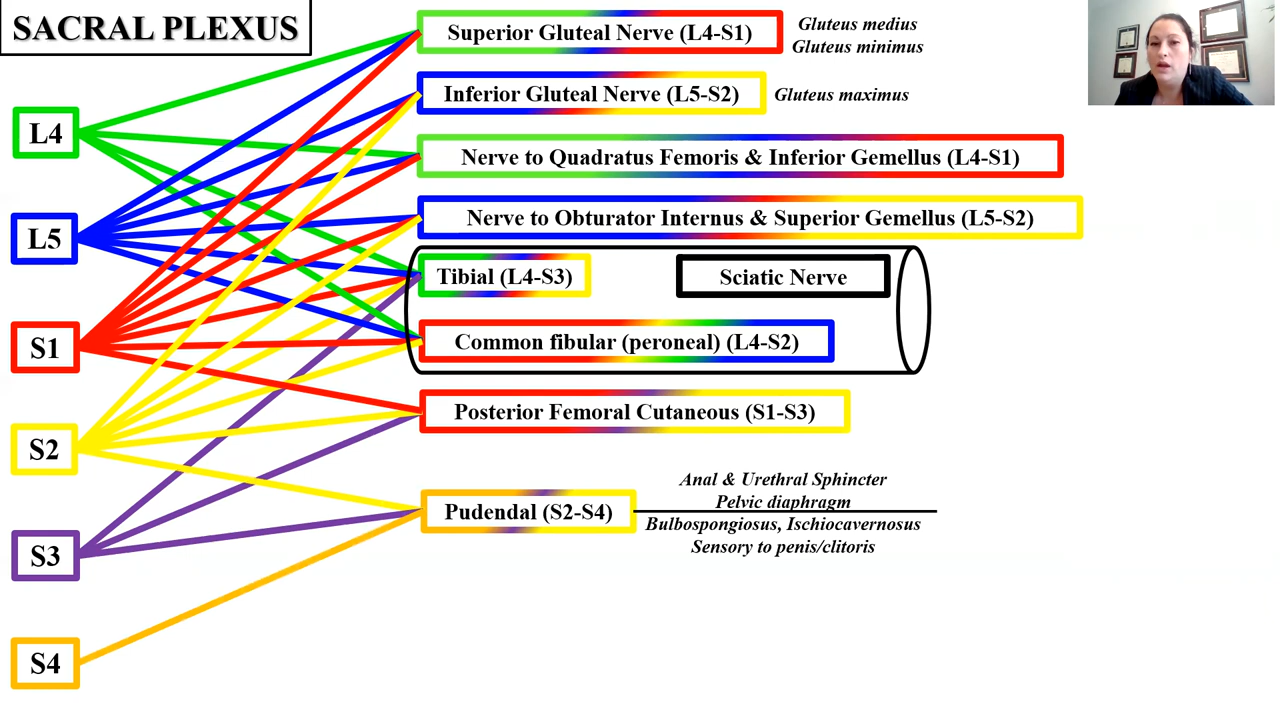 SACRAL PLEXUS
Superior Gluteal Nerve (L4-S1)
Gluteus medius
Gluteus minimus
Inferior Gluteal Nerve (L5-S2)
Gluteus maximus
L4
Nerve to Quadratus Femoris & Inferior Gemellus (L4-S1)
Nerve to Obturator Internus & Superior Gemellus (L5-S2)
L5
Tibial (L4-S3)
Sciatic Nerve
Common fibular (peroneal) (L4-S2)
S1
Posterior Femoral Cutaneous (S1-S3)
S2
Anal & Urethral Sphincter
Pelvic diaphragm
Pudendal (S2-S4)
Bulbospongiosus, Ischiocavernosus
Sensory to penis/clitoris
S3
S4